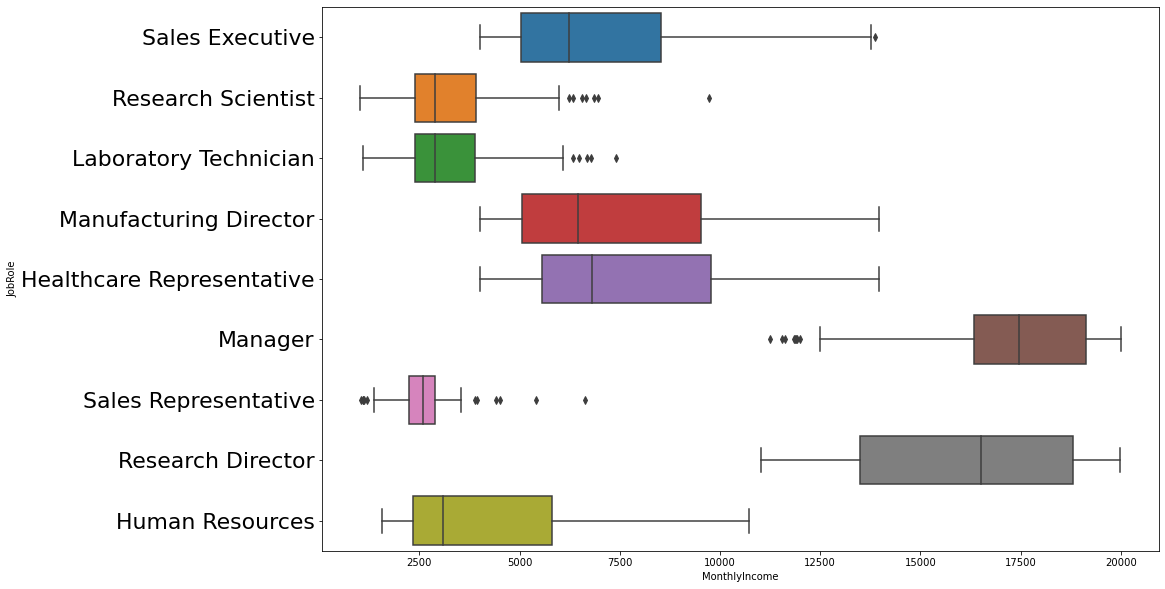 Sales Executive
Research Scientist
Laboratory Technician
Manufacturing Director
JobRole
Healthcare Representative
Manager
Sales Representative
Research Director
Human Resources
2500 5000 7500 10000 12500 15000 17500 20000
MonthlyIncome